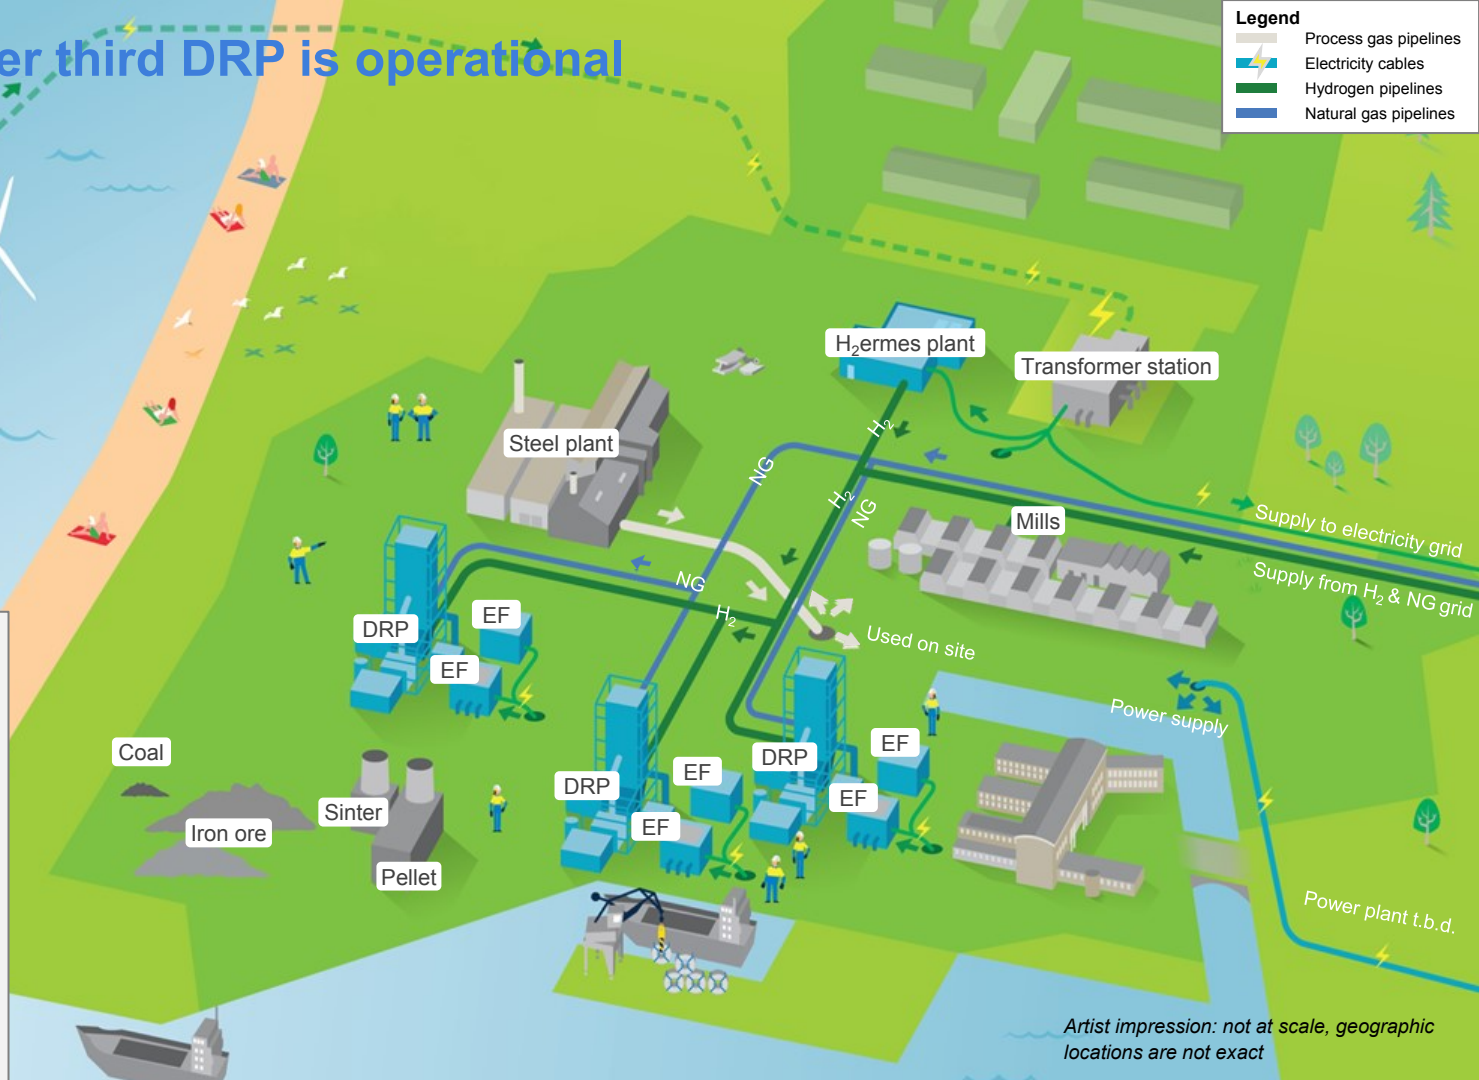 er third DRP is operational
Legend
Process gas pipelines
Electricity cables
Hydrogen pipelines
Natural gas pipelines
H₂ermes plant
Transformer station
Steel plant
H₂
NG
H₂
NG
Mills
Supply to electricity grid
Supply from H₂ & NG grid
NG
H₂
Used on site
DRP
EF
EF
Power supply
Coal
Iron ore
Sinter
Pellet
DRP
EF
EF
DRP
EF
EF
Power plant t.b.d.
Artist impression: not at scale, geographic
locations are not exact